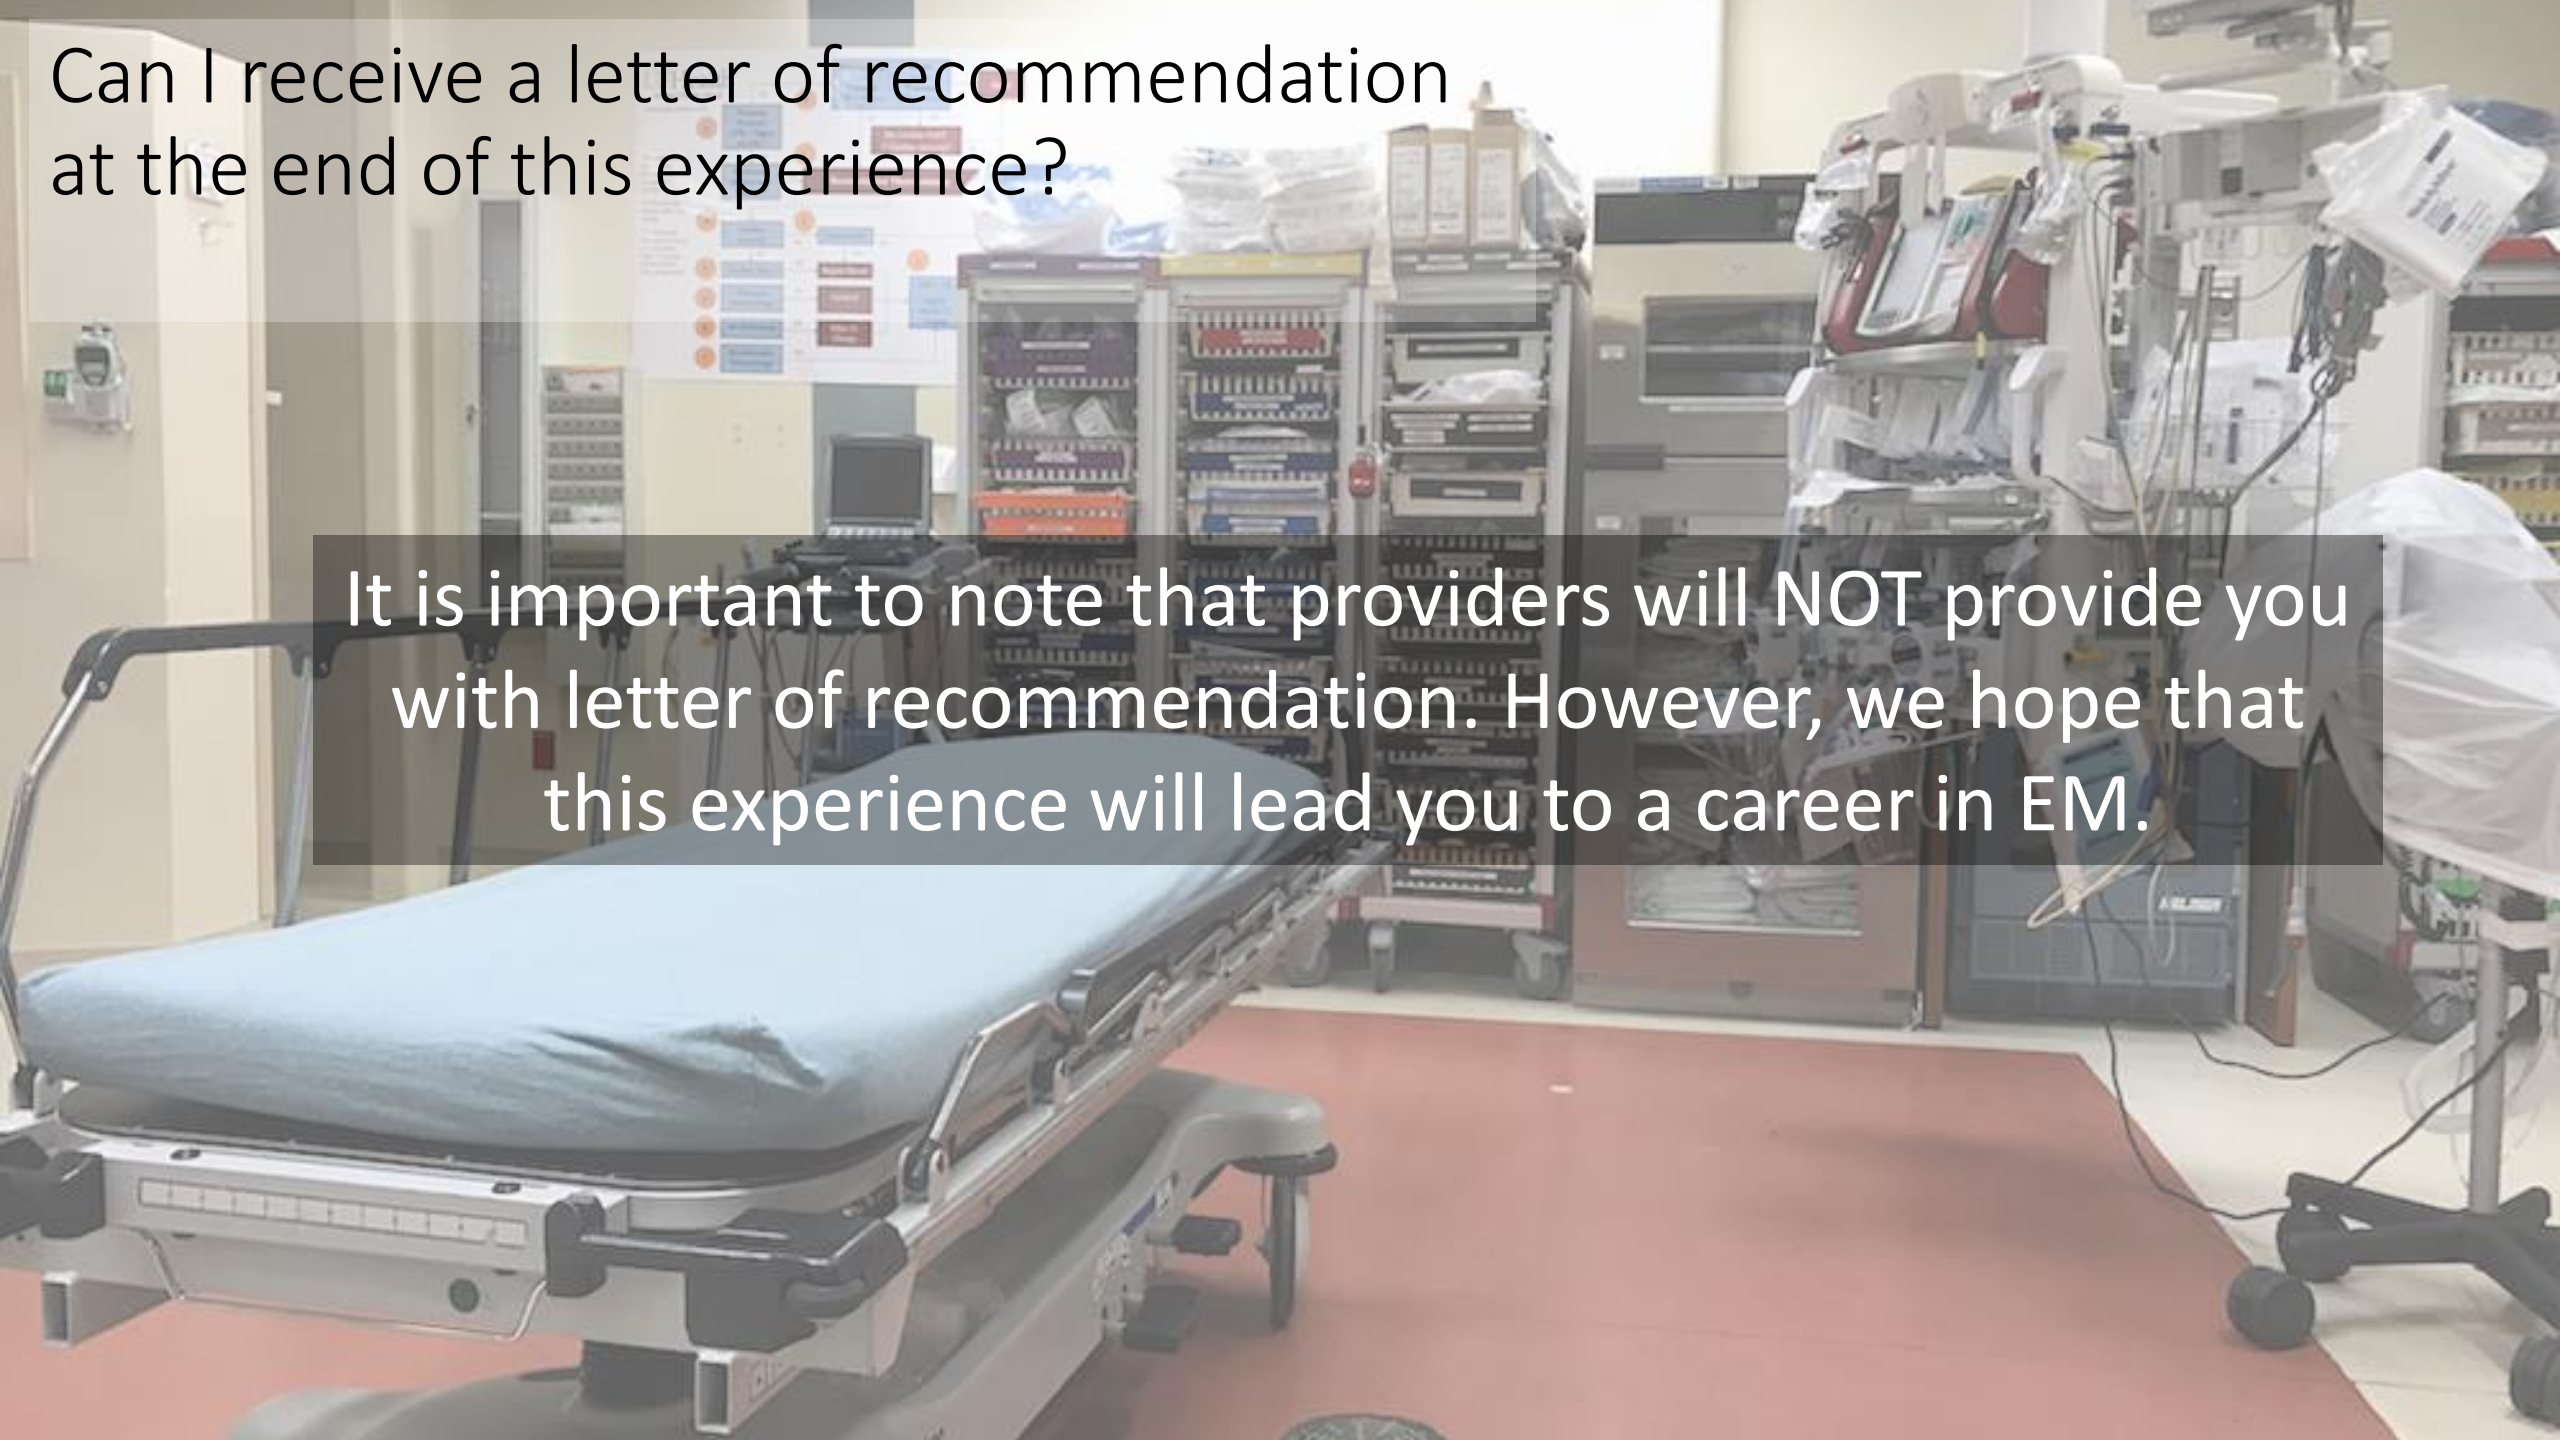 Can I receive a letter of recommendation
at the end of this experience?
It is important to note that providers will NOT provide you
with letter of recommendation. However, we hope that
this experience will lead you to a career in EM.